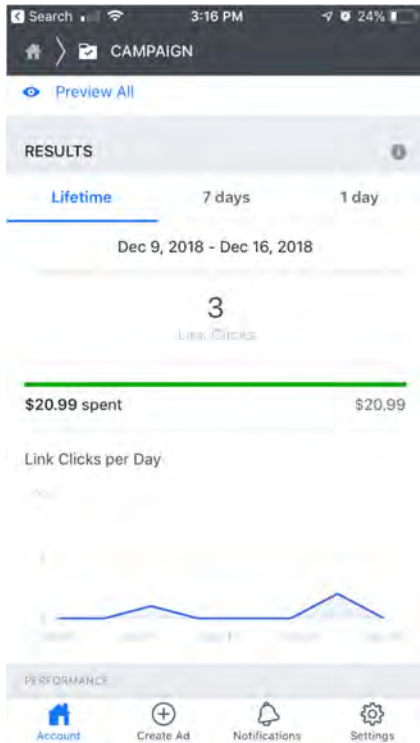 Search 3:16 PM 24%
CAMPAIGN
Preview All
RESULTS
Lifetime 7 days 1 day
Dec 9, 2018 - Dec 16, 2018
3
Link Clicks
$20.99 spent $20.99
Link Clicks per Day
PERFORMANCE
Account Create Ad Notifications Settings